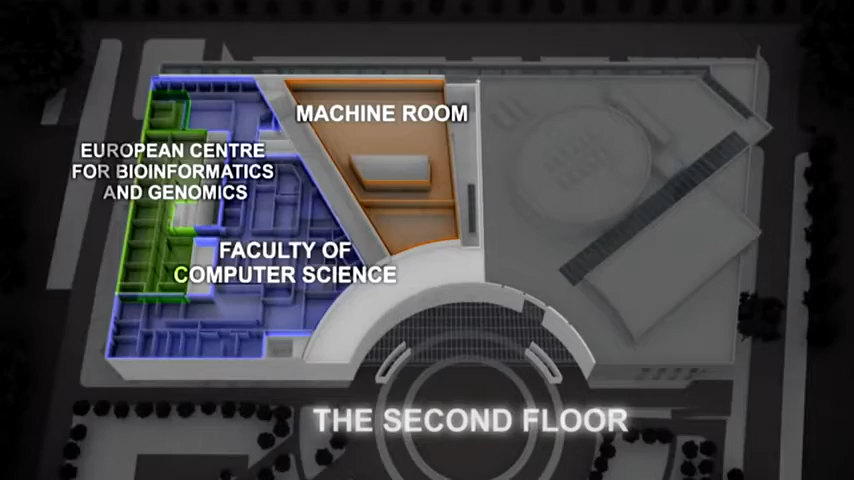 MACHINE ROOM
EUROPEAN CENTRE
FOR BIOINFORMATICS
AND GENOMICS
FACULTY OF
COMPUTER SCIENCE
THE SECOND FLOOR